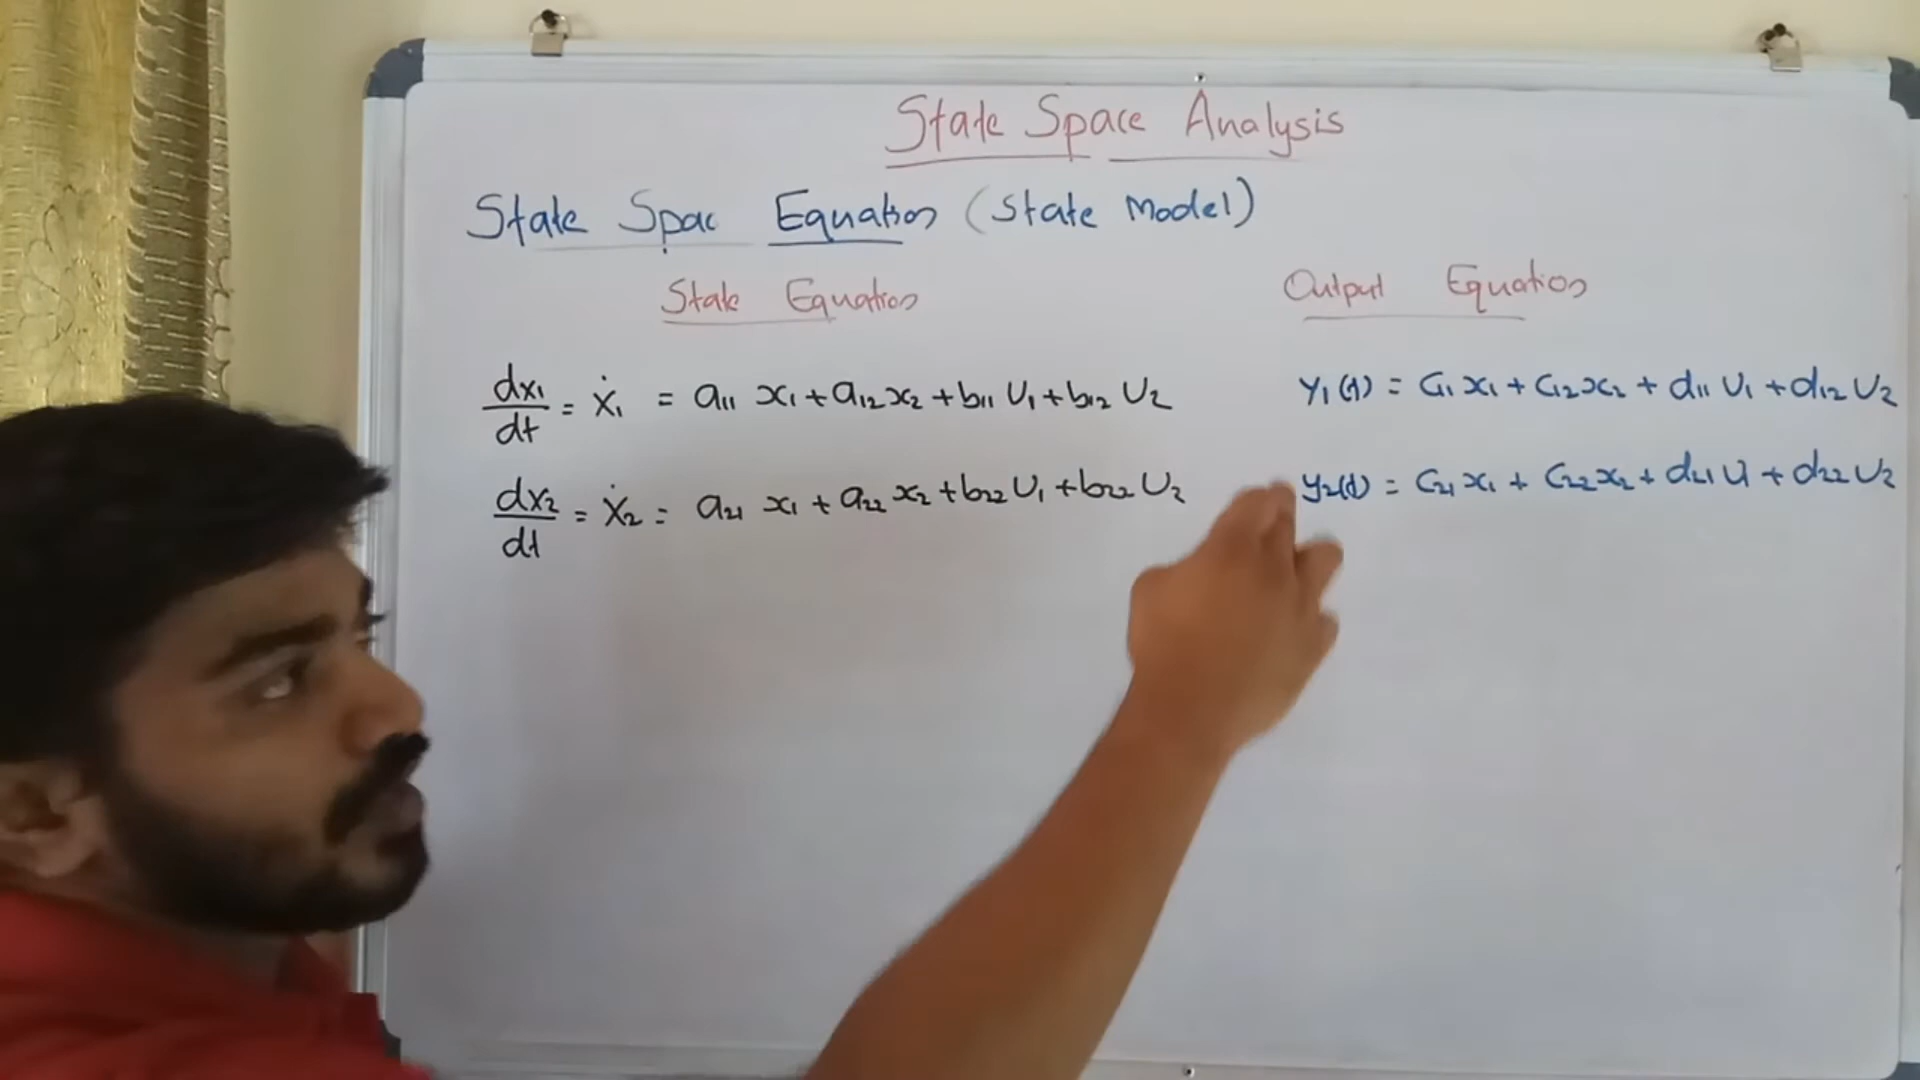 State Space Analysis
State Spac Equation (State Model)
State Equation
dx₁/dt = ẋ₁ = a₁₁ x₁ + a₁₂ x₂ + b₁₁ U₁ + b₁₂ U₂
dx₂/dt = ẋ₂ = a₂₁ x₁ + a₂₂ x₂ + b₂₂ U₁ + b₂₂ U₂
Output Equation
y₁(t) = C₁₁ x₁ + C₁₂ x₂ + d₁₁ U₁ + d₁₂ U₂
y₂(t) = C₂₁ x₁ + C₂₂ x₂ + d₂₁ U₁ + d₂₂ U₂